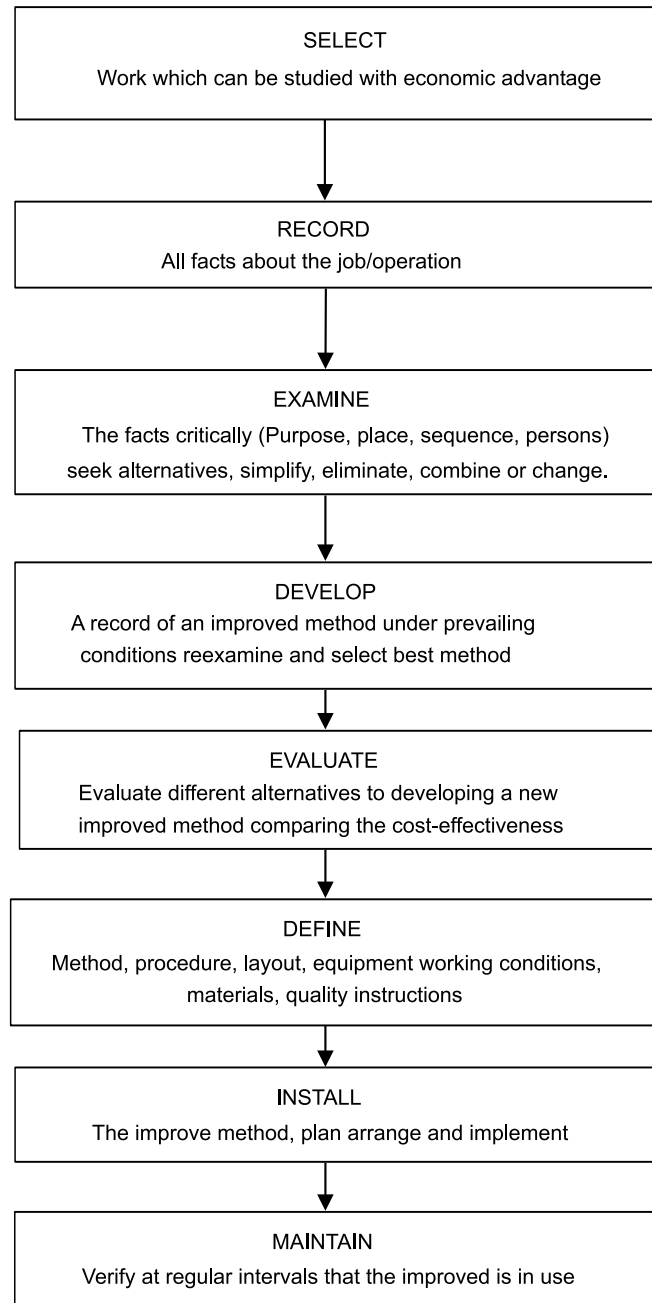 SELECT
Work which can be studied with economic advantage
RECORD
All facts about the job/operation
EXAMINE
The facts critically (Purpose, place, sequence, persons)
seek alternatives, simplify, eliminate, combine or change.
DEVELOP
A record of an improved method under prevailing
conditions reexamine and select best method
EVALUATE
Evaluate different alternatives to developing a new
improved method comparing the cost-effectiveness
DEFINE
Method, procedure, layout, equipment working conditions,
materials, quality instructions
INSTALL
The improve method, plan arrange and implement
MAINTAIN
Verify at regular intervals that the improved is in use